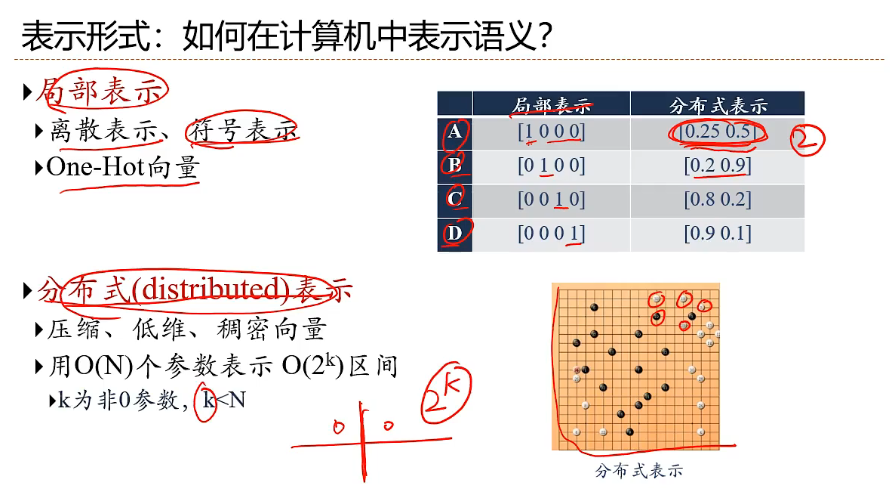 表示形式：如何在计算机中表示语义？
局部表示
离散表示、符号表示
One-Hot向量
局部表示 分布式表示
A [1 0 0 0] [0.25 0.5] 2
B [0 1 0 0] [0.2 0.9]
C [0 0 1 0] [0.8 0.2]
D [0 0 0 1] [0.9 0.1]
分布式(distributed)表示
压缩、低维、稠密向量
用O(N)个参数表示 O(2ᵏ)区间
k为非0参数，k<N
2ᴷ
0 0
分布式表示